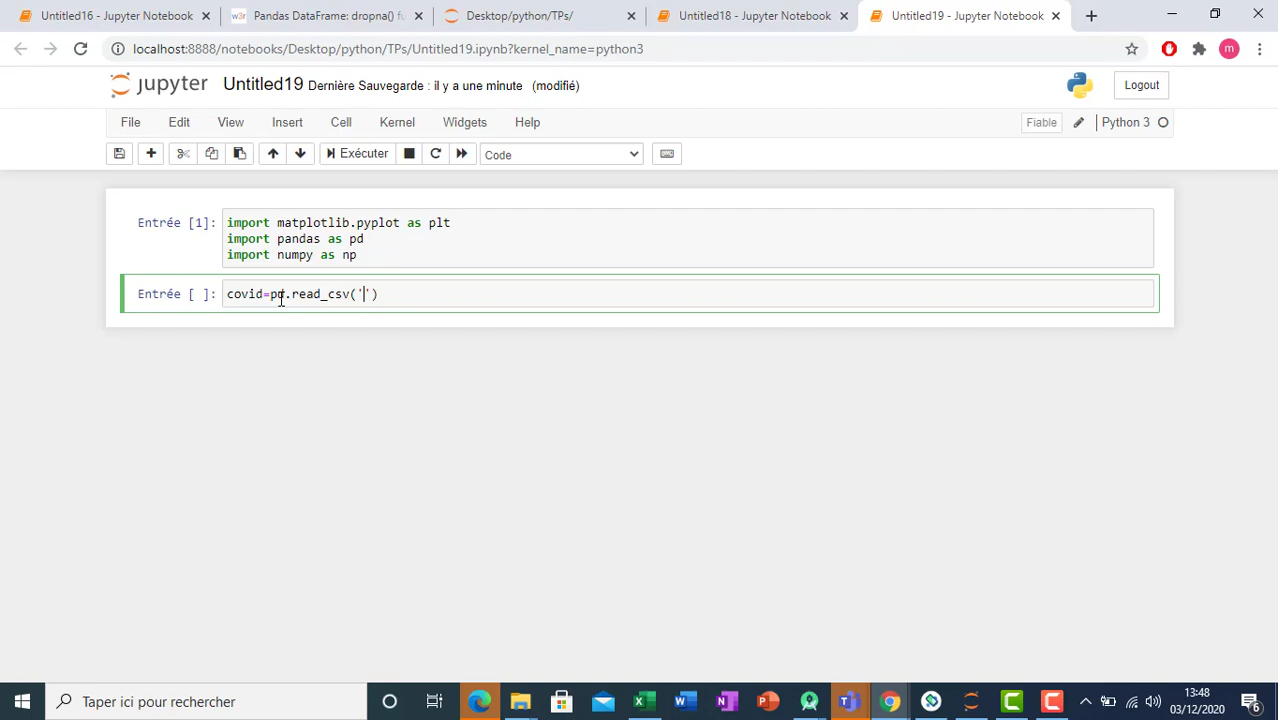 Untitled16 - Jupyter Notebook
w3r Pandas DataFrame: dropna() fu
Desktop/python/TPs/
Untitled18 - Jupyter Notebook
Untitled19 - Jupyter Notebook
localhost:8888/notebooks/Desktop/python/TPs/Untitled19.ipynb?kernel_name=python3
m
jupyter Untitled19 Dernière Sauvegarde : il y a une minute (modifié)
Logout
File Edit View Insert Cell Kernel Widgets Help
Fiable
Python 3
Exécuter
Code
Entrée [1]: import matplotlib.pyplot as plt
import pandas as pd
import numpy as np
Entrée [ ]: covid=pd.read_csv('')
Taper ici pour rechercher
13:48
03/12/2020
6